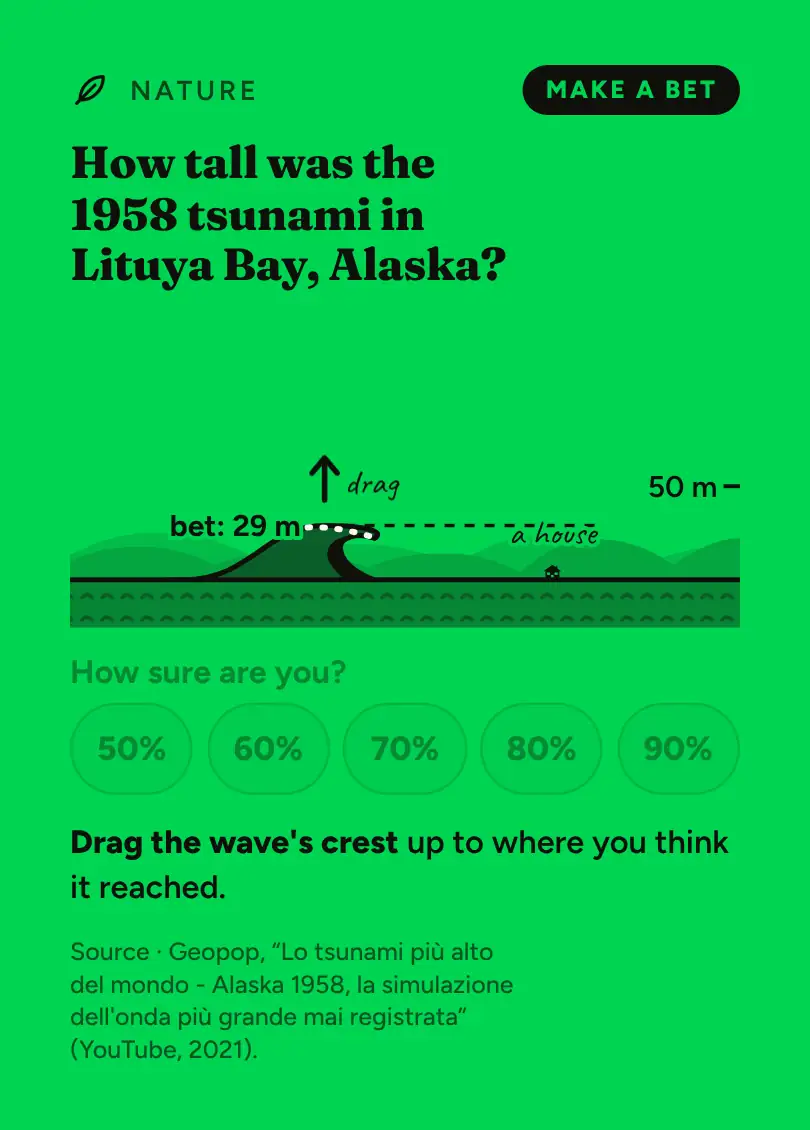 NATURE
MAKE A BET
How tall was the
1958 tsunami in
Lituya Bay, Alaska?
drag
50 m
bet: 29 m
a house
How sure are you?
50% 60% 70% 80% 90%
Drag the wave's crest up to where you think
it reached.
Source · Geopop, “Lo tsunami più alto
del mondo - Alaska 1958, la simulazione
dell'onda più grande mai registrata”
(YouTube, 2021).